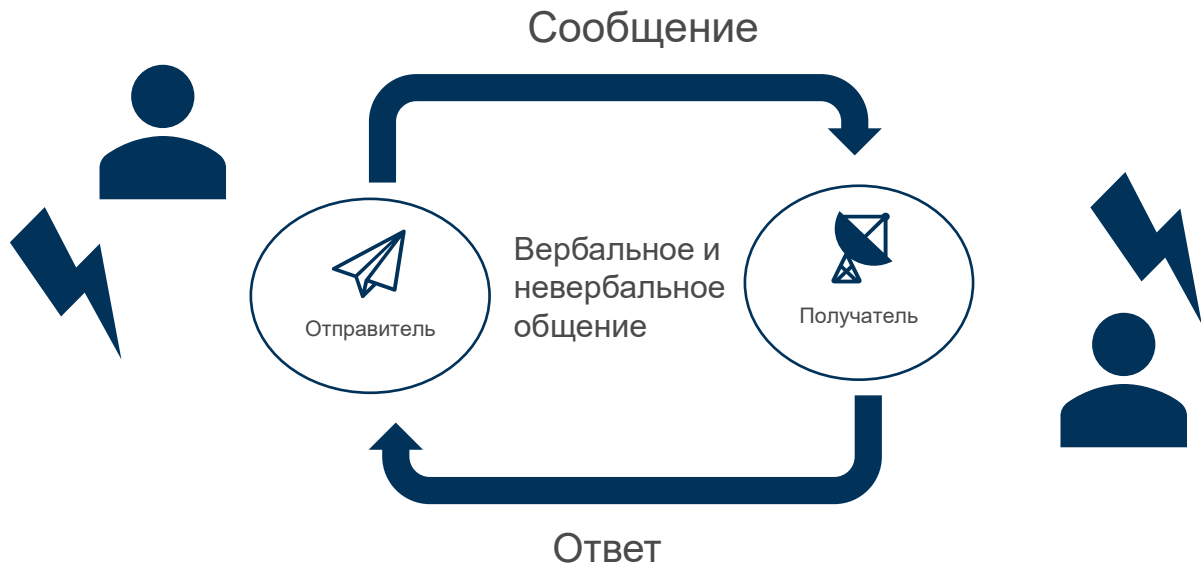 Сообщение
Вербальное и
невербальное
общение
Отправитель
Получатель
Ответ